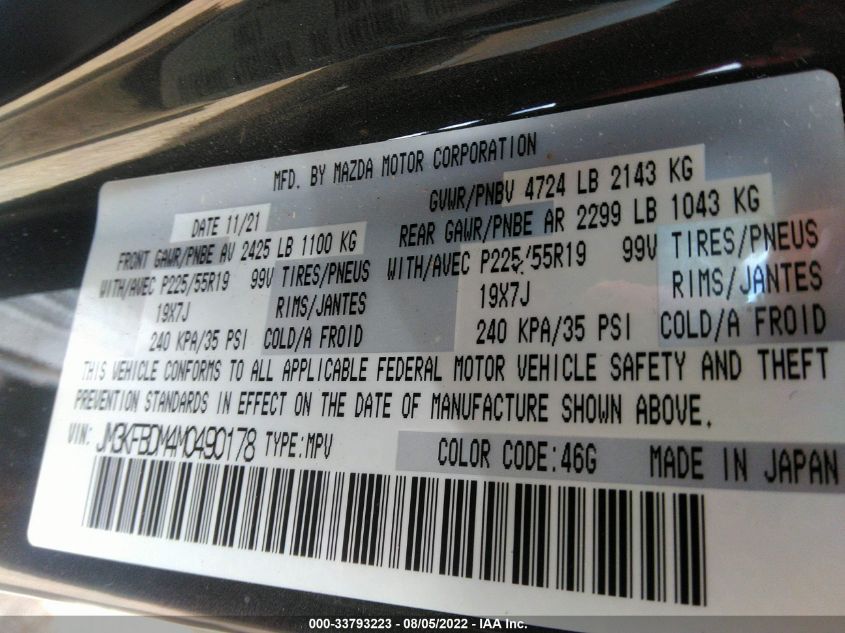 MFD. BY MAZDA MOTOR CORPORATION
DATE 11/21
GVWR/PNBV 4724 LB 2143 KG
FRONT GAWR/PNBE AV 2425 LB 1100 KG
REAR GAWR/PNBE AR 2299 LB 1043 KG
WITH/AVEC P225/55R19 99V TIRES/PNEUS
WITH/AVEC P225/55R19 99V TIRES/PNEUS
19X7J RIMS/JANTES
19X7J RIMS/JANTES
240 KPA/35 PSI COLD/A FROID
240 KPA/35 PSI COLD/A FROID
THIS VEHICLE CONFORMS TO ALL APPLICABLE FEDERAL MOTOR VEHICLE SAFETY AND THEFT
PREVENTION STANDARDS IN EFFECT ON THE DATE OF MANUFACTURE SHOWN ABOVE.
VIN: JM3KFBDM4M0490178 TYPE:MPV COLOR CODE:46G MADE IN JAPAN
000-33793223 - 08/05/2022 - IAA Inc.